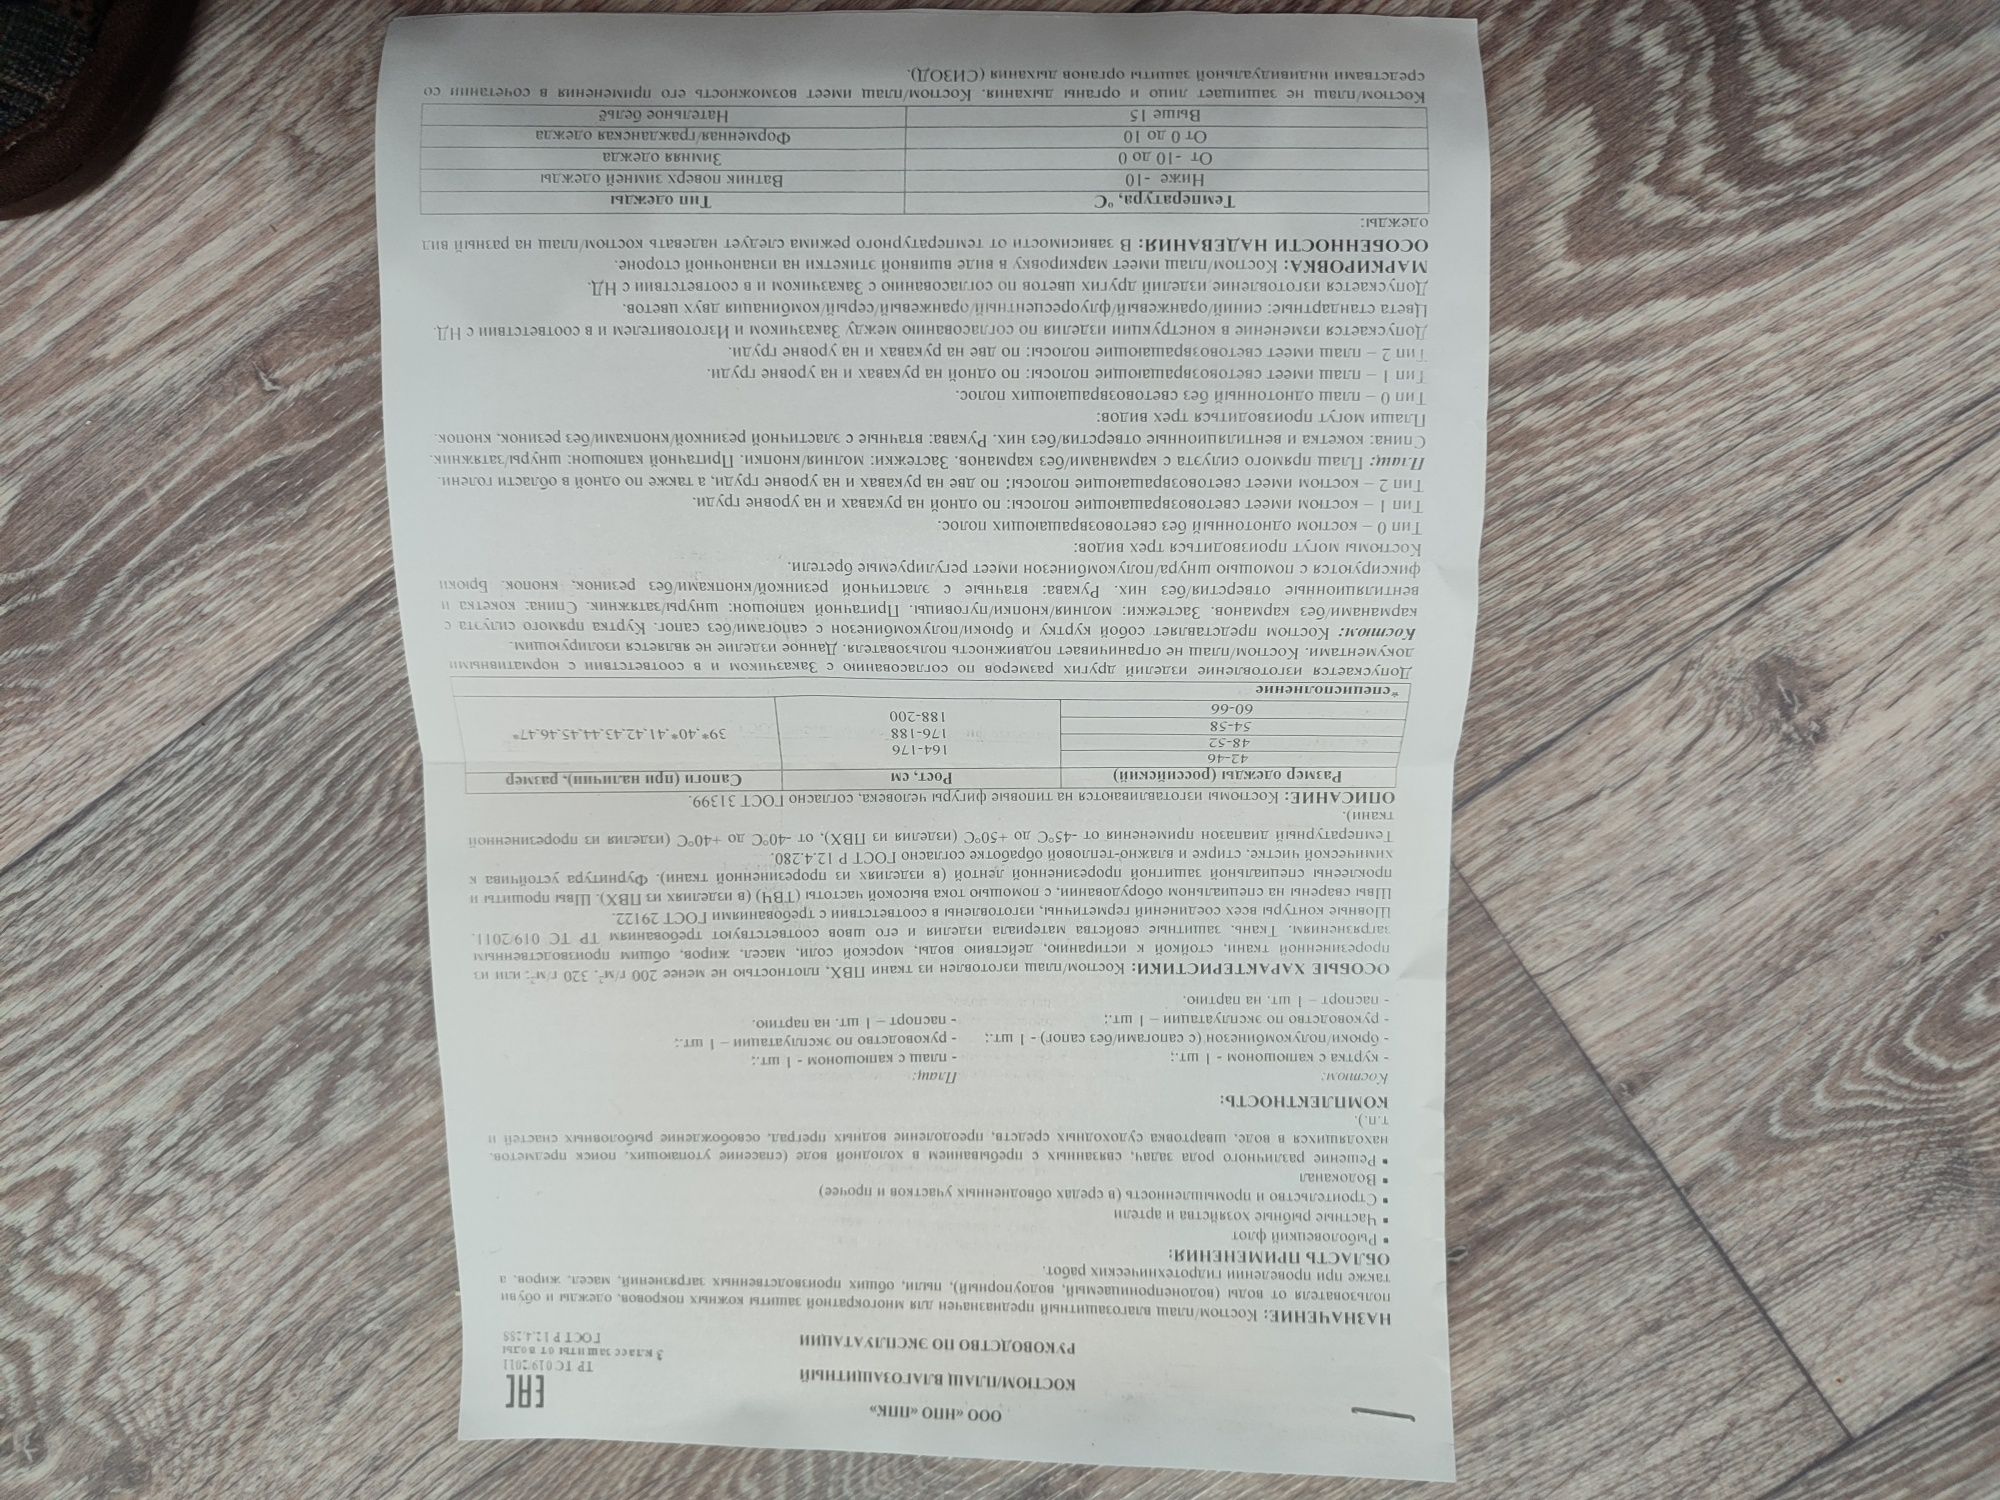 ООО «НПО «ППК»
КОСТЮМ/ПЛАЩ ВЛАГОЗАЩИТНЫЙ
РУКОВОДСТВО ПО ЭКСПЛУАТАЦИИ
ЕАС
ТР ТС 019/2011
3 класс защиты от воды
ГОСТ Р 12.4.288
НАЗНАЧЕНИЕ: Костюм/плащ влагозащитный предназначен для многократной защиты кожных покровов, одежды и обуви
пользователя от воды (водонепроницаемый, водоупорный), пыли, общих производственных загрязнений, масел, жиров, а
также при проведении гидротехнических работ.
ОБЛАСТЬ ПРИМЕНЕНИЯ:
▪ Рыболовецкий флот
▪ Частные рыбные хозяйства и артели
▪ Строительство и промышленность (в средах обводненных участков и прочее)
▪ Водоканал
▪ Решение различного рода задач, связанных с пребыванием в холодной воде (спасение утопающих, поиск предметов,
находящихся в воде, швартовка судоходных средств, преодоление водных преград, освобождение рыболовных снастей и
т.п.).
КОМПЛЕКТНОСТЬ:
Костюм:
- куртка с капюшоном - 1 шт.;
- брюки/полукомбинезон (с сапогами/без сапог) - 1 шт.;
- руководство по эксплуатации – 1 шт.;
- паспорт – 1 шт. на партию.
Плащ:
- плащ с капюшоном - 1 шт.;
- руководство по эксплуатации – 1 шт.;
- паспорт – 1 шт. на партию.
ОСОБЫЕ ХАРАКТЕРИСТИКИ: Костюм/плащ изготовлен из ткани ПВХ, плотностью не менее 200 г/м², 320 г/м²; или из
прорезиненной ткани, стойкой к истиранию, действию воды, морской соли, масел, жиров, общим производственным
загрязнениям. Ткань, защитные свойства материала изделия и его швов соответствуют требованиям ТР ТС 019/2011.
Шовные контуры всех соединений герметичны, изготовлены в соответствии с требованиями ГОСТ 29122.
Швы сварены на специальном оборудовании, с помощью тока высокой частоты (ТВЧ) (в изделиях из ПВХ). Швы прошиты и
проклеены специальной защитной прорезиненной лентой (в изделиях из прорезиненной ткани). Фурнитура устойчива к
химической чистке, стирке и влажно-тепловой обработке согласно ГОСТ Р 12.4.280.
Температурный диапазон применения от -45°С до +50°С (изделия из ПВХ), от -40°С до +40°С (изделия из прорезиненной
ткани).
ОПИСАНИЕ: Костюмы изготавливаются на типовые фигуры человека, согласно ГОСТ 31399.
Размер одежды (российский) Рост, см Сапоги (при наличии), размер
42-46
48-52
54-58
60-66
164-176
176-188
188-200
39*,40*,41,42,43,44,45,46,47*
*специсполнение
Допускается изготовление изделий других размеров по согласованию с Заказчиком и в соответствии с нормативными
документами. Костюм/плащ не ограничивает подвижность пользователя. Данное изделие не является изолирующим.
Костюм: Костюм представляет собой куртку и брюки/полукомбинезон с сапогами/без сапог. Куртка прямого силуэта с
карманами/без карманов. Застежки: молния/кнопки/пуговицы. Притачной капюшон: шнуры/затяжник. Спина: кокетка и
вентиляционные отверстия/без них. Рукава: втачные с эластичной резинкой/кнопками/без резинок, кнопок. Брюки
фиксируются с помощью шнура/полукомбинезон имеет регулируемые бретели.
Костюмы могут производиться трех видов:
Тип 0 – костюм однотонный без световозвращающих полос.
Тип 1 – костюм имеет световозвращающие полосы: по одной на рукавах и на уровне груди.
Тип 2 – костюм имеет световозвращающие полосы: по две на рукавах и на уровне груди, а также по одной в области голени.
Плащ: Плащ прямого силуэта с карманами/без карманов. Застежки: молния/кнопки. Притачной капюшон: шнуры/затяжник.
Спина: кокетка и вентиляционные отверстия/без них. Рукава: втачные с эластичной резинкой/кнопками/без резинок, кнопок.
Плащи могут производиться трех видов:
Тип 0 – плащ однотонный без световозвращающих полос.
Тип 1 – плащ имеет световозвращающие полосы: по одной на рукавах и на уровне груди.
Тип 2 – плащ имеет световозвращающие полосы: по две на рукавах и на уровне груди.
Допускается изменение в конструкции изделия по согласованию между Заказчиком и Изготовителем и в соответствии с НД.
Цвета стандартные: синий/оранжевый/флуоресцентный/оранжевый/серый/комбинация двух цветов.
Допускается изготовление изделий других цветов по согласованию с Заказчиком и в соответствии с НД.
МАРКИРОВКА: Костюм/плащ имеет маркировку в виде вшивной этикетки на изнаночной стороне.
ОСОБЕННОСТИ НАДЕВАНИЯ: В зависимости от температурного режима следует надевать костюм/плащ на разный вид
одежды:
Температура, °С Тип одежды
Ниже -10 Ватник поверх зимней одежды
От -10 до 0 Зимняя одежда
От 0 до 10 Форменная/гражданская одежда
Выше 15 Нательное бельё
Костюм/плащ не защищает лицо и органы дыхания. Костюм/плащ имеет возможность его применения в сочетании со
средствами индивидуальной защиты органов дыхания (СИЗОД).